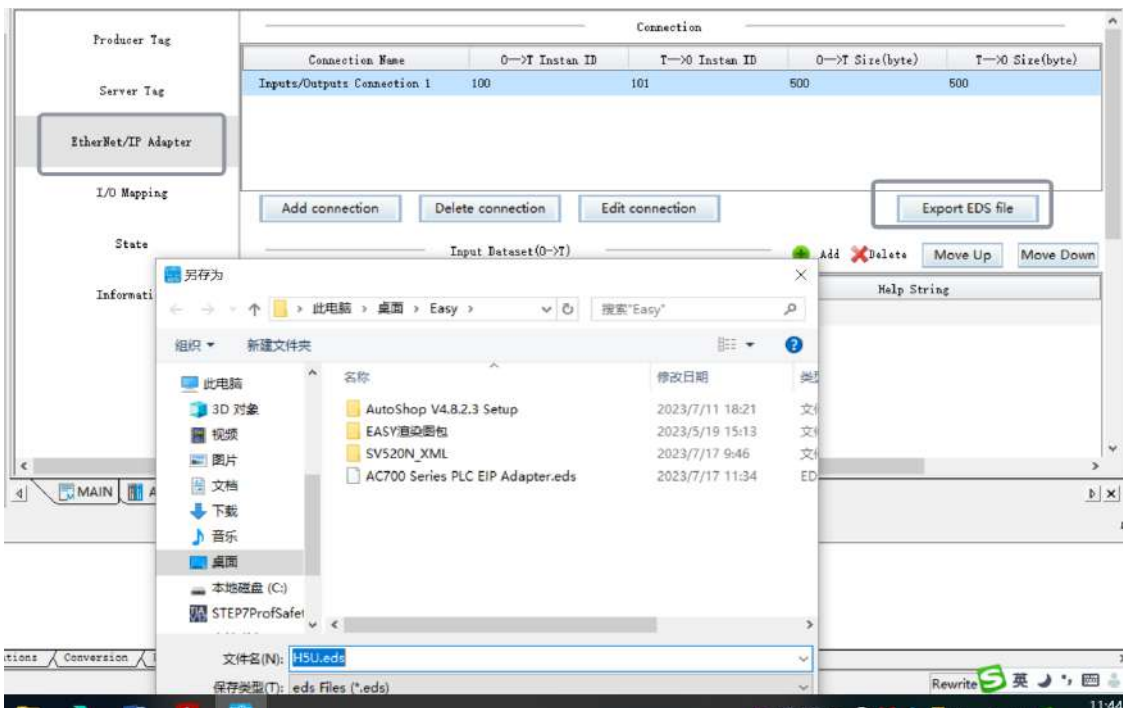 Producer Tag
Server Tag
EtherNet/IP Adapter
I/O Mapping
State
Informati
Connection
Connection Name O—>T Instan ID T—>O Instan ID O—>T Size(byte) T—>O Size(byte)
Inputs/Outputs Connection 1 100 101 500 500
Add connection Delete connection Edit connection Export EDS file
Input Dataset(O—>T) Add Delete Move Up Move Down
Help String
另存为
此电脑 > 桌面 > Easy >
搜索"Easy"
组织 新建文件夹
此电脑
3D 对象
视频
图片
文档
下载
音乐
桌面
本地磁盘 (C:)
STEP7ProfSafet
名称 修改日期
AutoShop V4.8.2.3 Setup 2023/7/11 18:21
EASY渲染图包 2023/5/19 15:13
SV520N_XML 2023/7/17 9:46
AC700 Series PLC EIP Adapter.eds 2023/7/17 11:34 ED
文件名(N): H5U.eds
保存类型(T): eds Files (*.eds)
MAIN
Conversion
Rewrite 英
11:44